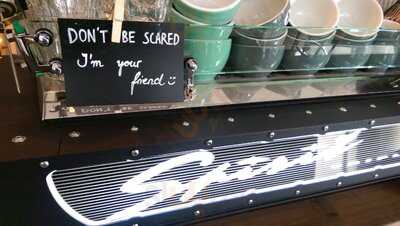 DON'T BE SCARED
I'm your
friend :)
Spirit